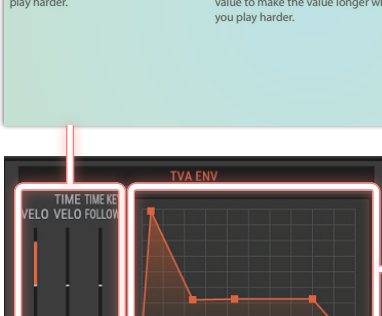 play harder.
value to make the value longer w
you play harder.
TVA ENV
TIME TIME KE
VELO VELO FOLLOW